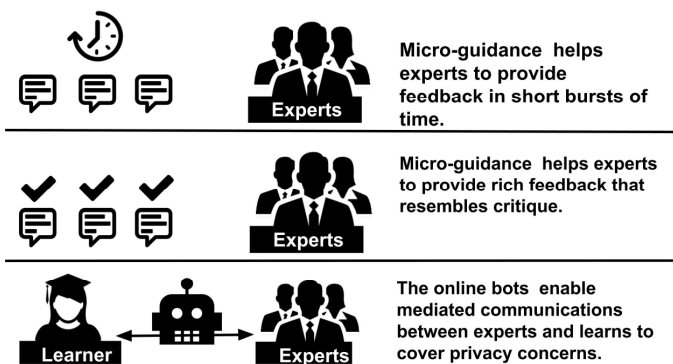 Experts
Micro-guidance helps
experts to provide
feedback in short bursts of
time.
Experts
Micro-guidance helps experts
to provide rich feedback that
resembles critique.
Learner
Experts
The online bots enable
mediated communications
between experts and learns to
cover privacy concerns.